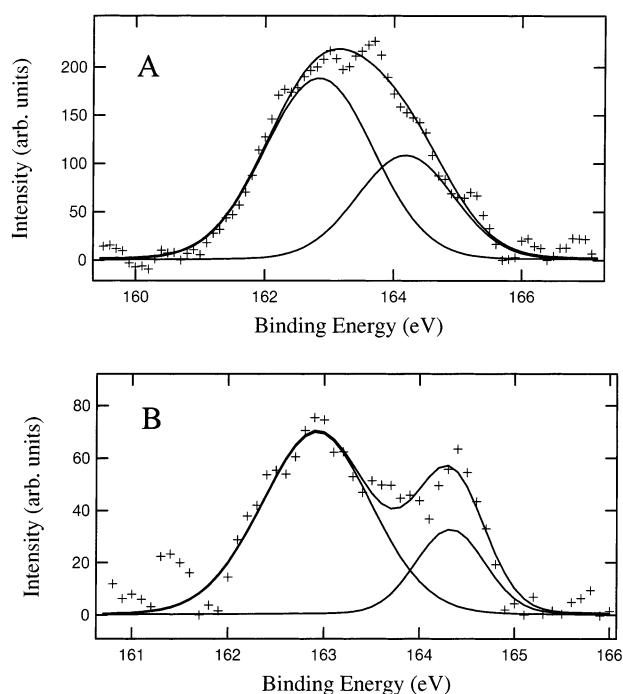 A
200
150
100
50
0
Intensity (arb. units)
160 162 164 166
Binding Energy (eV)
B
80
60
40
20
0
Intensity (arb. units)
161 162 163 164 165 166
Binding Energy (eV)